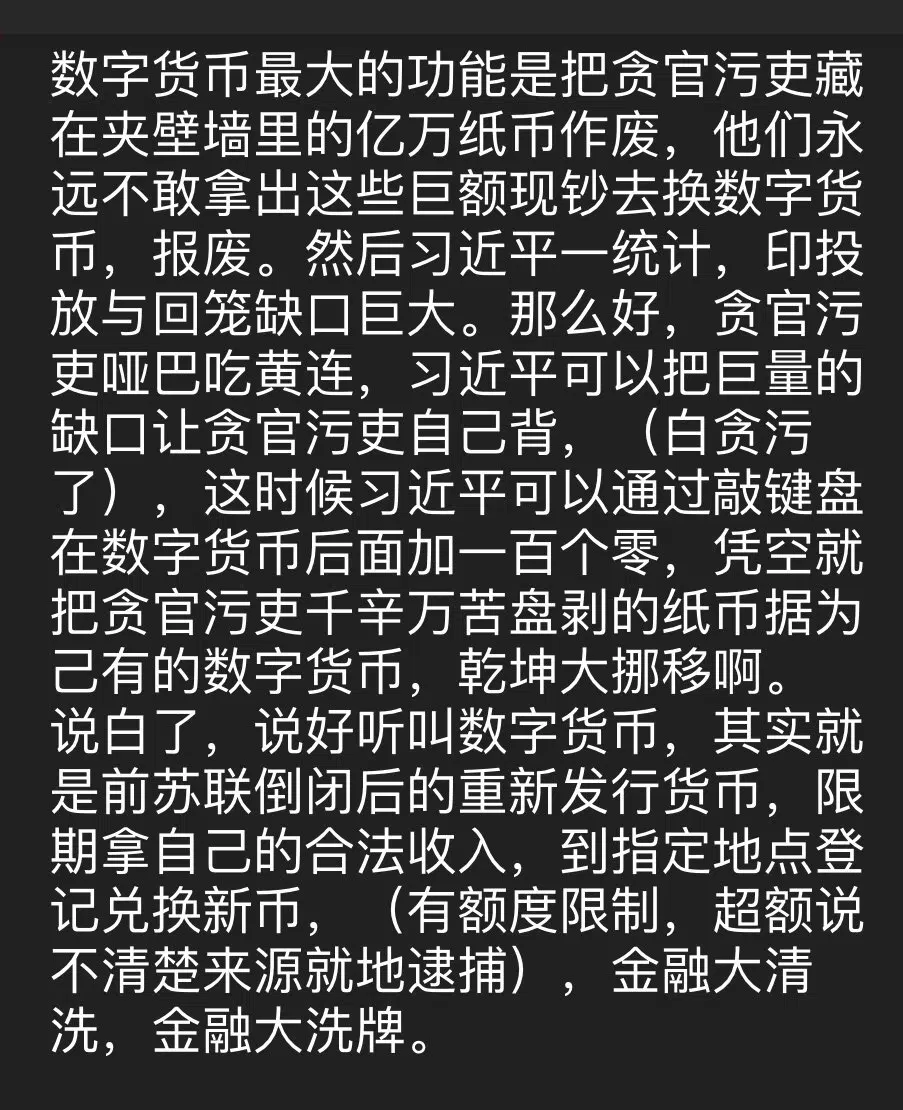 数字货币最大的功能是把贪官污吏藏
在夹壁墙里的亿万纸币作废，他们永
远不敢拿出这些巨额现钞去换数字货
币，报废。然后习近平一统计，印投
放与回笼缺口巨大。那么好，贪官污
吏哑巴吃黄连，习近平可以把巨量的
缺口让贪官污吏自己背，（白贪污
了），这时候习近平可以通过敲键盘
在数字货币后面加一百个零，凭空就
把贪官污吏千辛万苦盘剥的纸币据为
己有的数字货币，乾坤大挪移啊。
说白了，说好听叫数字货币，其实就
是前苏联倒闭后的重新发行货币，限
期拿自己的合法收入，到指定地点登
记兑换新币，（有额度限制，超额说
不清楚来源就地逮捕），金融大清
洗，金融大洗牌。